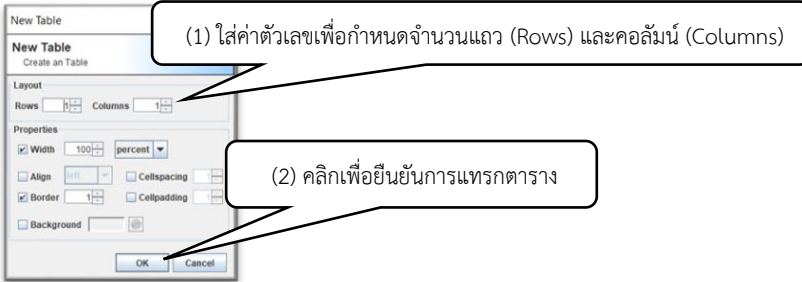 New Table
(1) ใส่ค่าตัวเลขเพื่อกำหนดจำนวนแถว (Rows) และคอลัมน์ (Columns)
New Table
Create an Table
Layout
Rows 1 Columns 1
Properties
Width 100 percent
Align left Cellspacing 1
(2) คลิกเพื่อยืนยันการแทรกตาราง
Border 1 Cellpadding 1
Background
OK Cancel